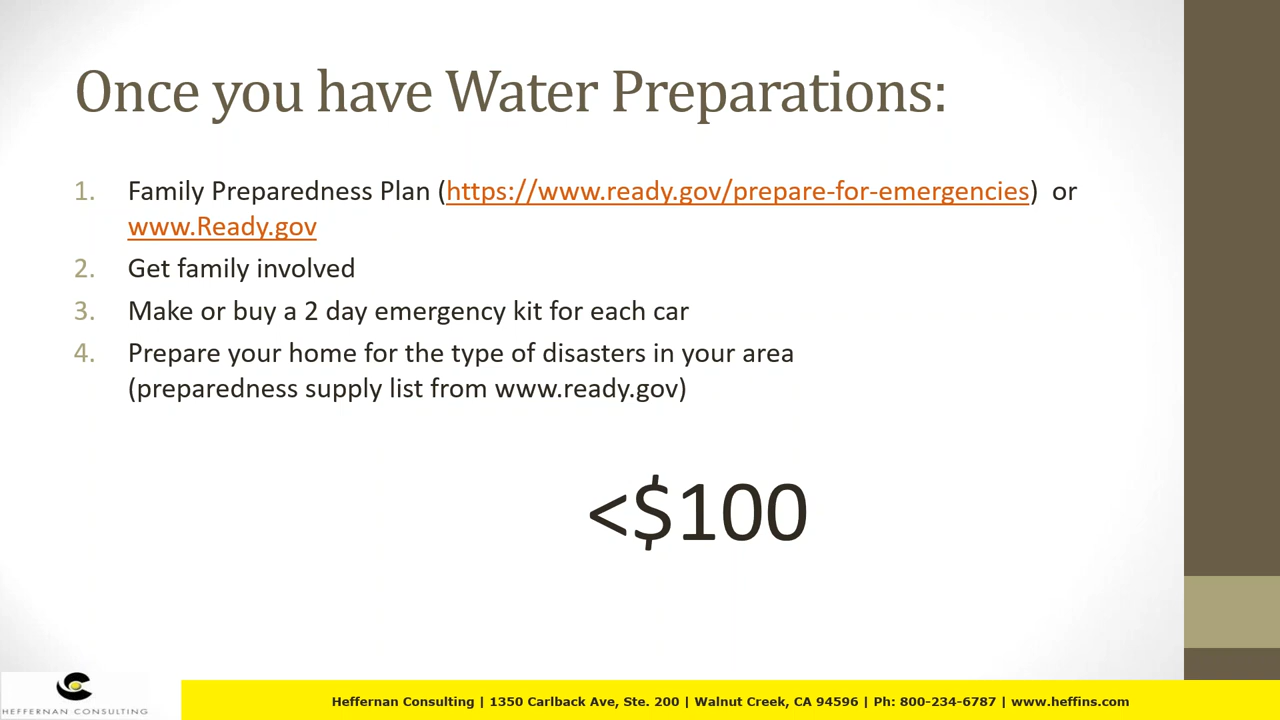 Once you have Water Preparations:
1. Family Preparedness Plan (https://www.ready.gov/prepare-for-emergencies) or
www.Ready.gov
2. Get family involved
3. Make or buy a 2 day emergency kit for each car
4. Prepare your home for the type of disasters in your area
(preparedness supply list from www.ready.gov)
<$100
HEFFERNAN CONSULTING
Heffernan Consulting | 1350 Carlback Ave, Ste. 200 | Walnut Creek, CA 94596 | Ph: 800-234-6787 | www.heffins.com